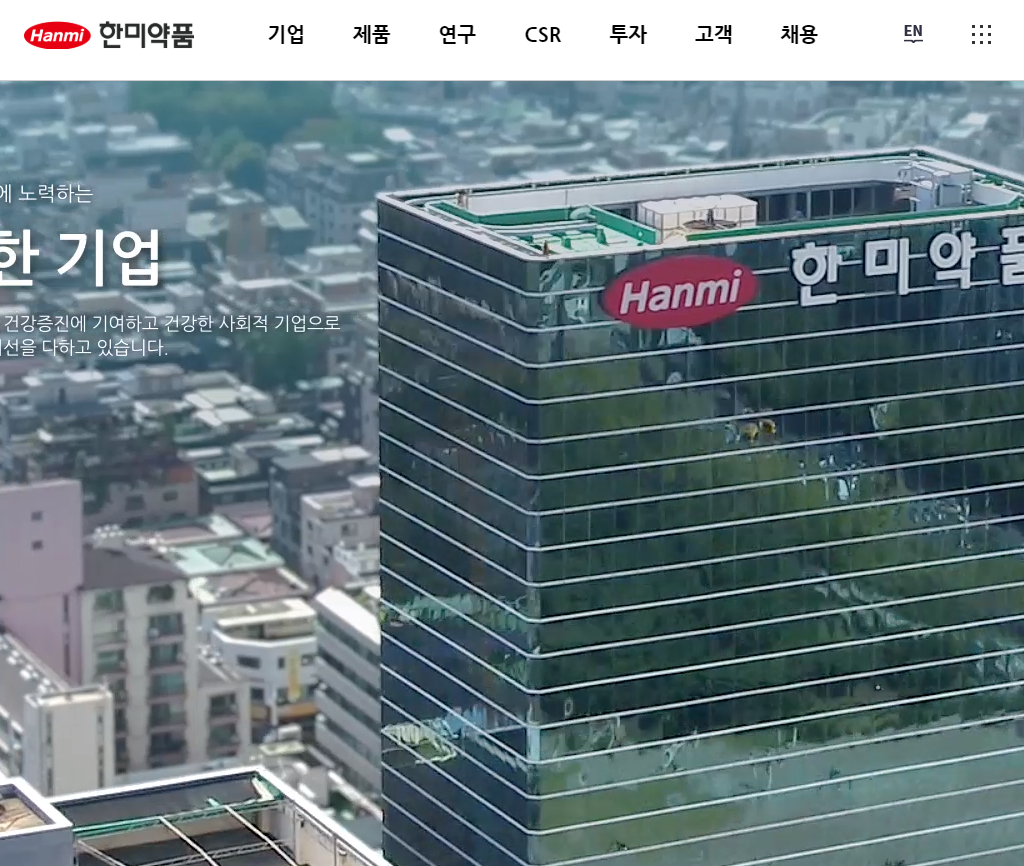 Hanmi 한미약품
기업 제품 연구 CSR 투자 고객 채용 EN
에 노력하는
한 기업
건강증진에 기여하고 건강한 사회적 기업으로
최선을 다하고 있습니다.
Hanmi 한미약품